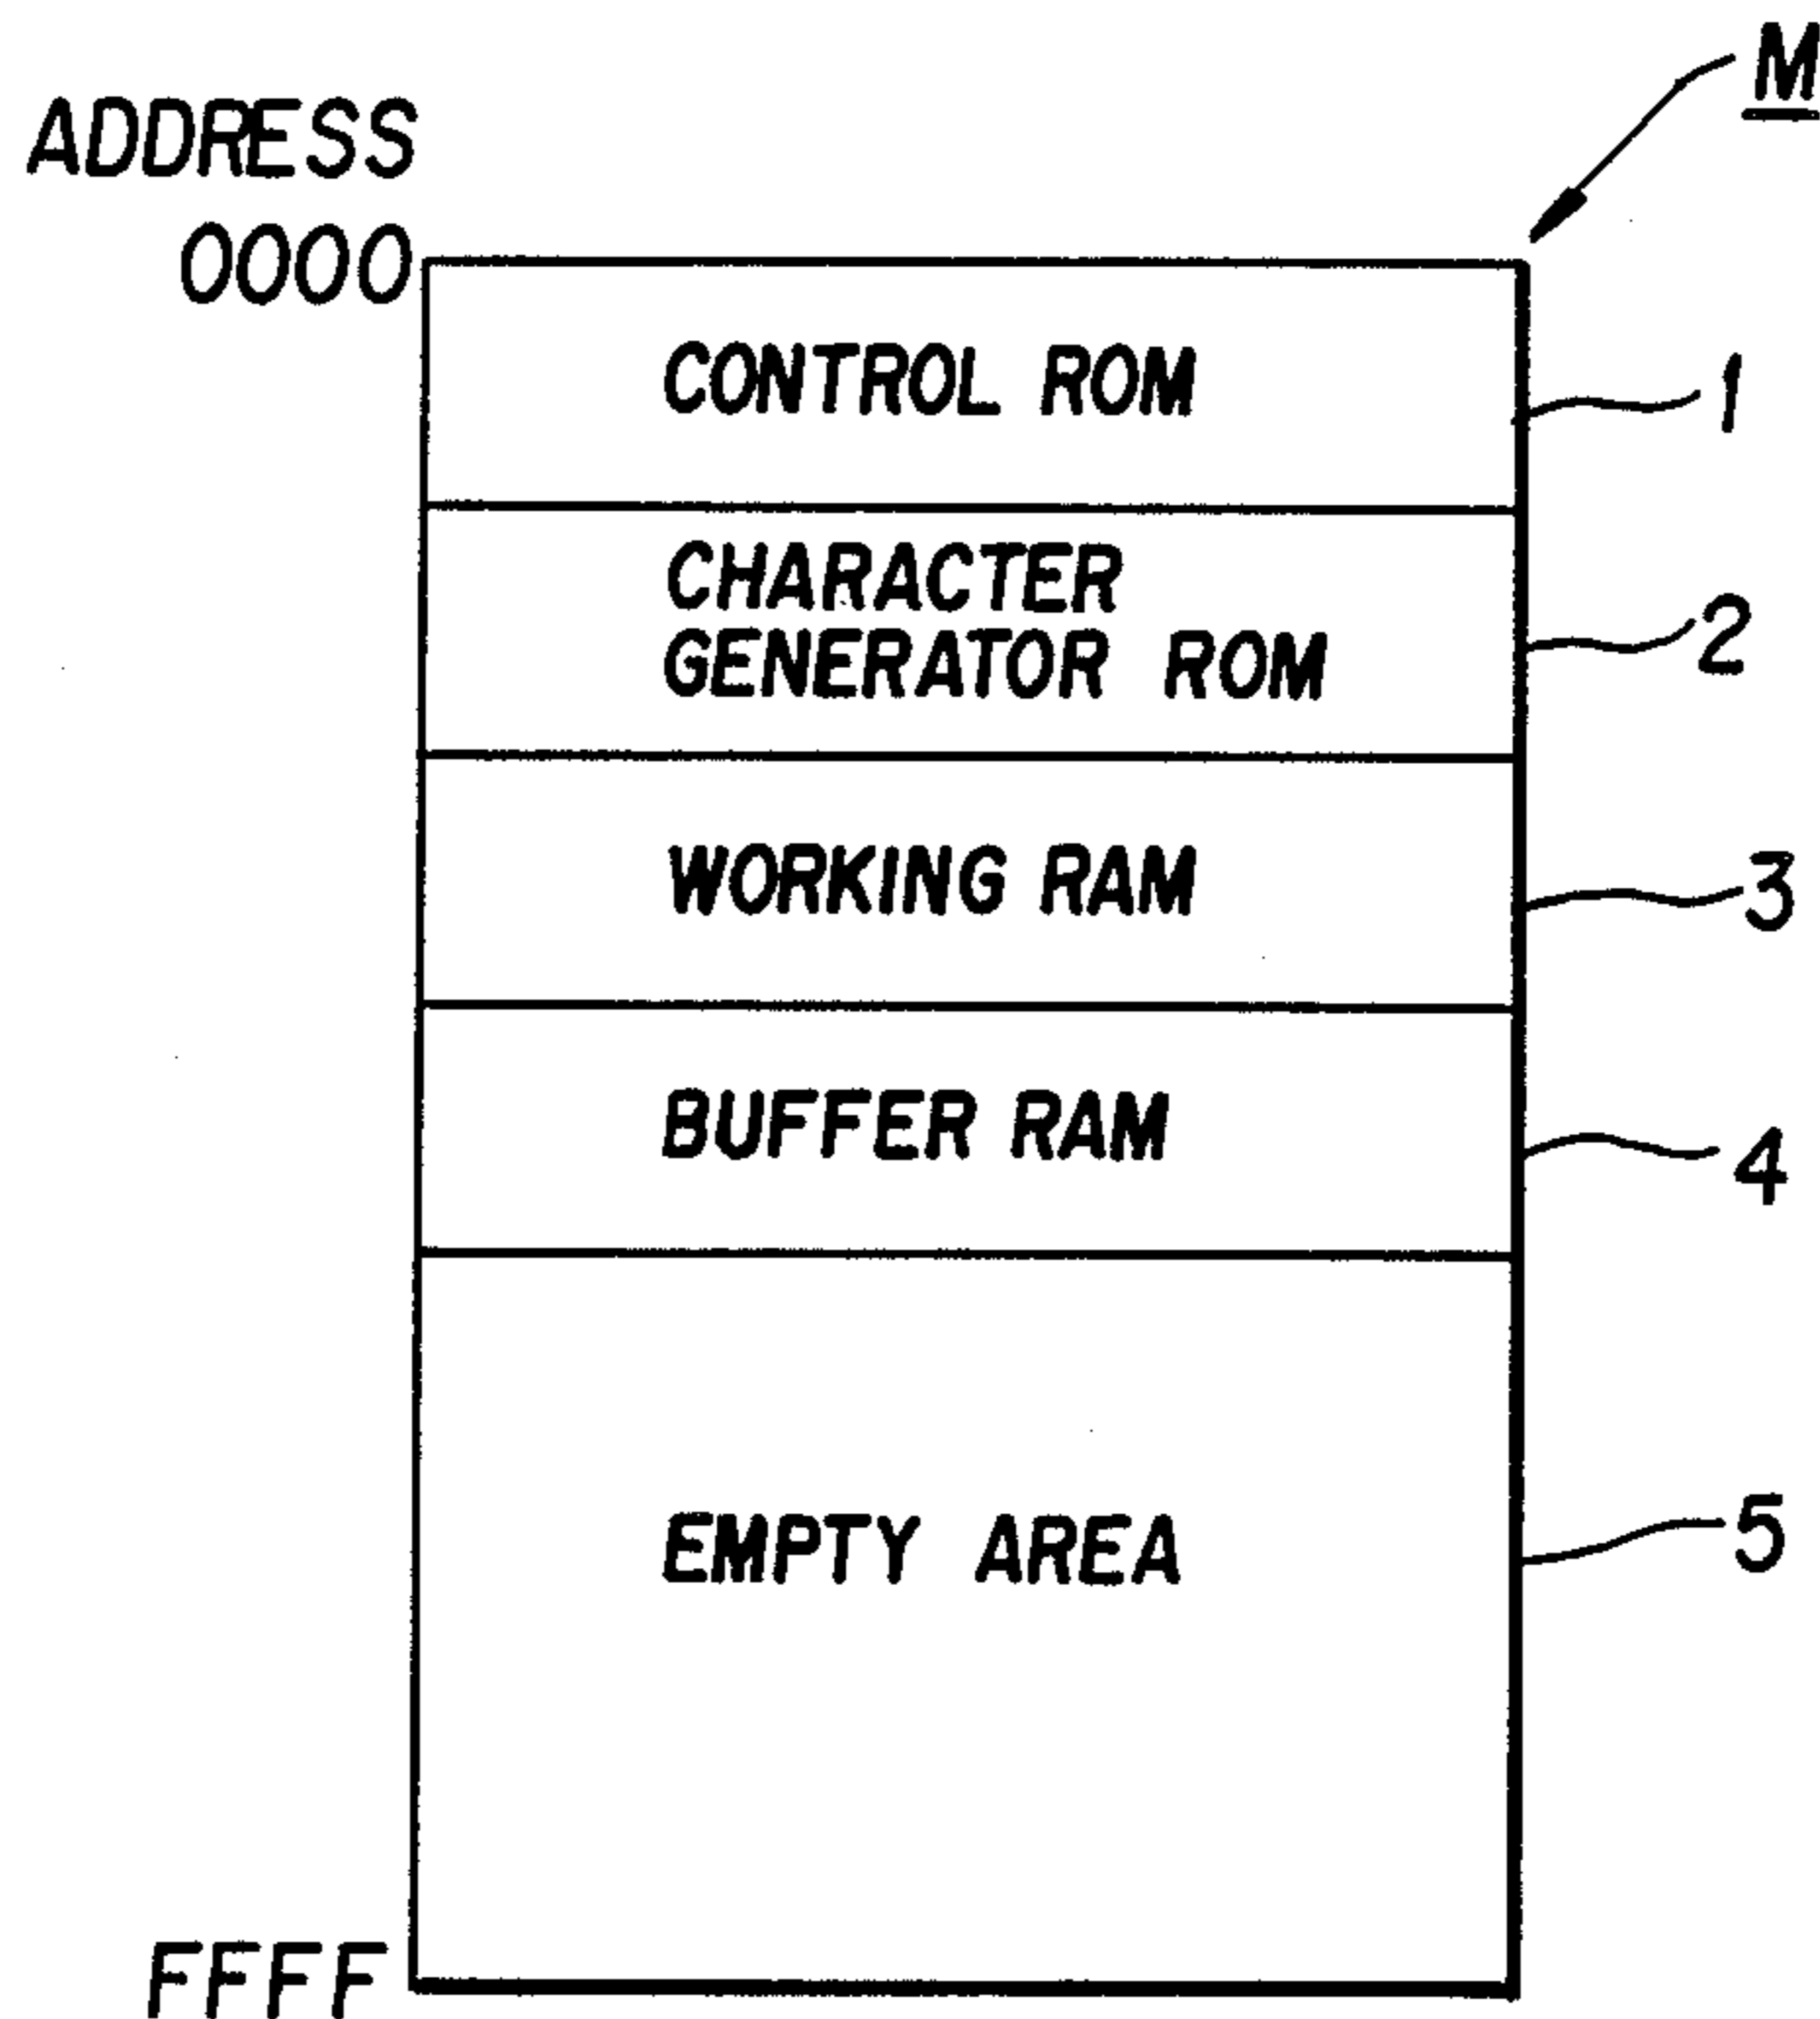 M
ADDRESS
0000
CONTROL ROM
1
CHARACTER
GENERATOR ROM
2
WORKING RAM
3
BUFFER RAM
4
EMPTY AREA
5
FFFF